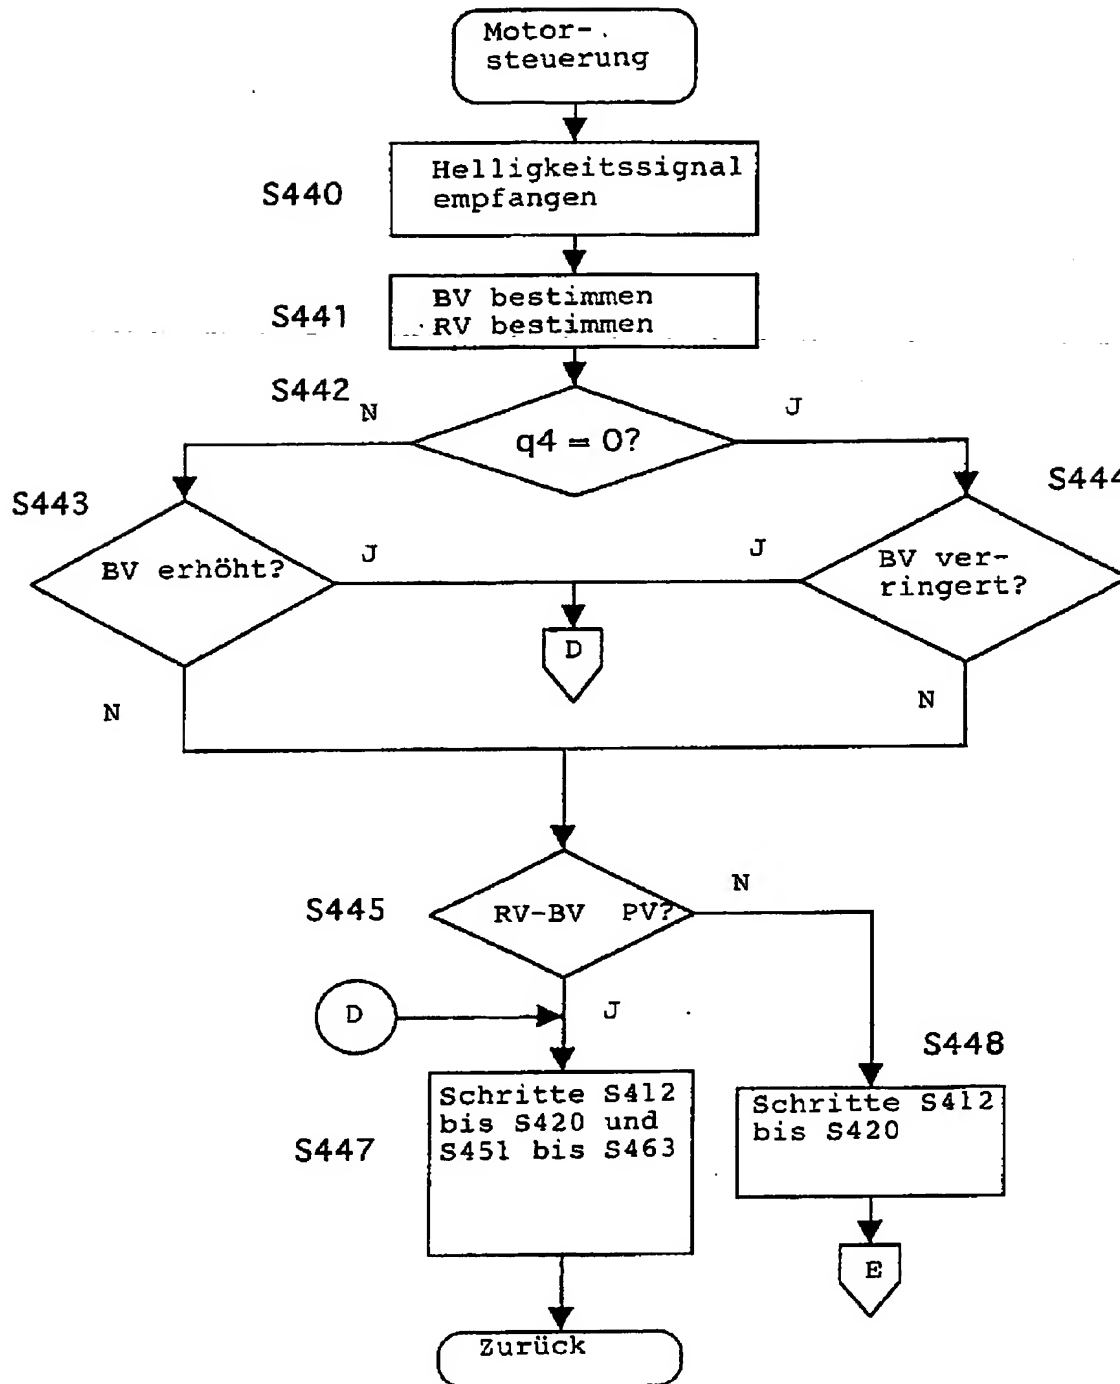 Motor-
steuerung
Helligkeitssignal
empfangen
S440
BV bestimmen
RV bestimmen
S441
S442
N
J
q4 = 0?
S443
S444
BV erhöht?
J
J
BV ver-
ringert?
D
N
N
S445
RV-BV PV?
N
D
J
S448
Schritte S412
bis S420 und
S451 bis S463
S447
Schritte S412
bis S420
E
Zurück